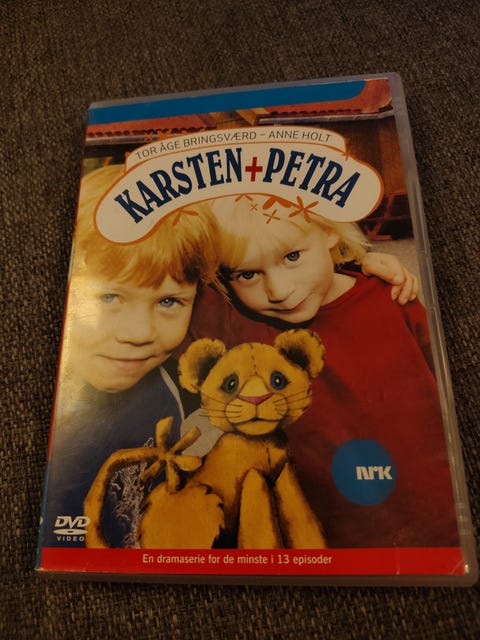 TOR ÅGE BRINGSVÆRD – ANNE HOLT
KARSTEN+PETRA
NRK
DVD
VIDEO
En dramaserie for de minste i 13 episoder